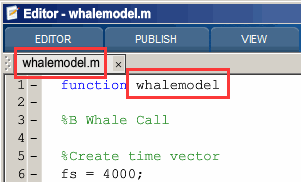 Editor - whalemodel.m
EDITOR PUBLISH VIEW
whalemodel.m ×
1 - function whalemodel
2 -
3 - %B Whale Call
4 -
5 - %Create time vector
6 - fs = 4000;